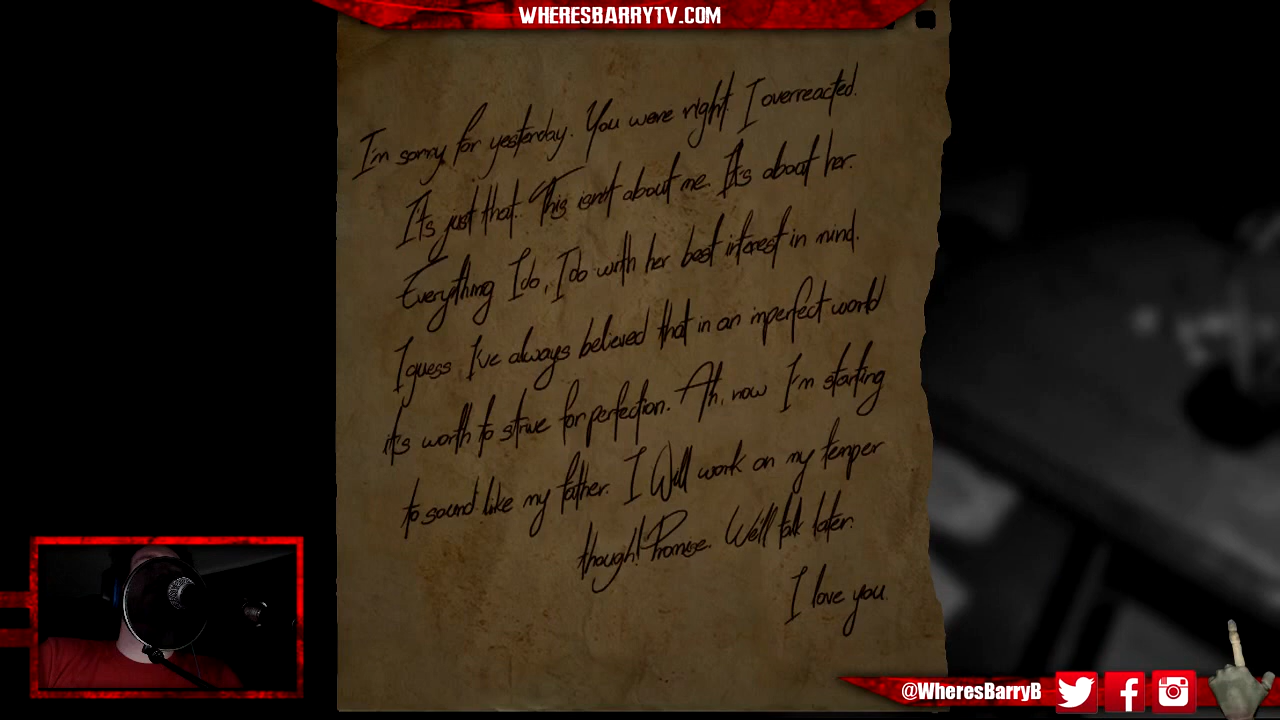 WHERESBARRYTV.COM
I'm sorry for yesterday. You were right. I overreacted.
It's just that.. This isn't about me. It's about her.
Everything I do, I do with her best interest in mind.
I guess I've always believed that in an imperfect world
it's worth to strive for perfection. Ah, now I'm starting
to sound like my father. I Will work on my temper
though! Promise. We'll talk later.
I love you.
@WheresBarryB